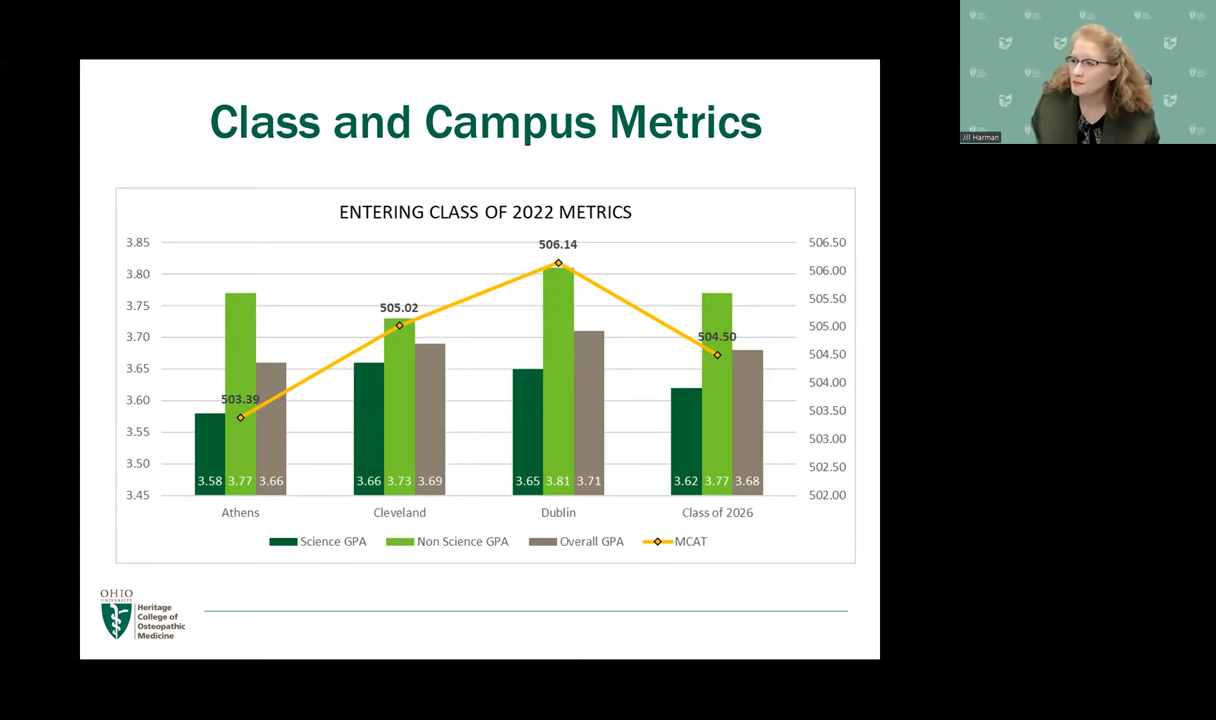 Class and Campus Metrics
ENTERING CLASS OF 2022 METRICS
3.85
3.80
3.75
3.70
3.65
3.60
3.55
3.50
3.45
506.50
506.00
505.50
505.00
504.50
504.00
503.50
503.00
502.50
502.00
503.39
505.02
506.14
504.50
3.58 3.77 3.66
3.66 3.73 3.69
3.65 3.81 3.71
3.62 3.77 3.68
Athens Cleveland Dublin Class of 2026
Science GPA Non Science GPA Overall GPA MCAT
OHIO
UNIVERSITY
Heritage
College of
Osteopathic
Medicine
Jill Harman